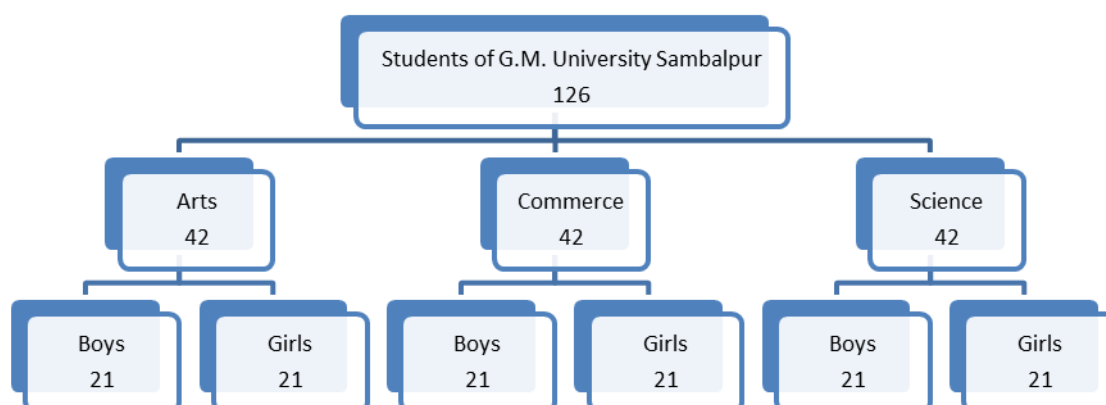 Students of G.M. University Sambalpur
126
Arts
42
Commerce
42
Science
42
Boys
21
Girls
21
Boys
21
Girls
21
Boys
21
Girls
21